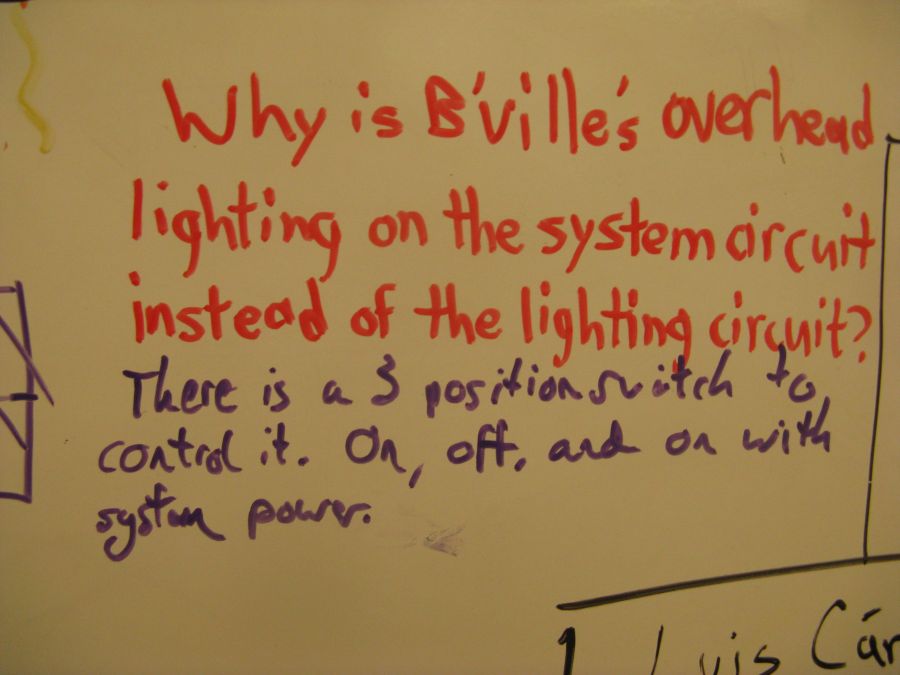 Why is B'ville's overhead
lighting on the system circuit
instead of the lighting circuit?
There is a 3 position switch to
control it. On, off, and on with
system power.
1 Luis Cár